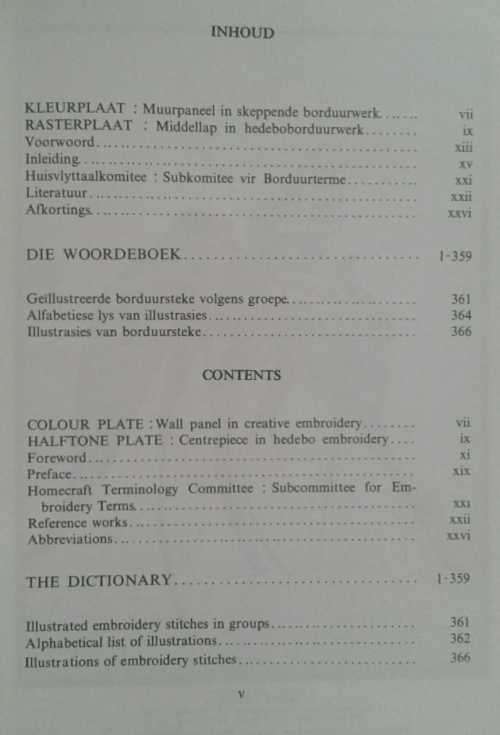 INHOUD
KLEURPLAAT : Muurpaneel in skeppende borduurwerk...... vii
RASTERPLAAT : Middellap in hedeboborduurwerk........ ix
Voorwoord................................................ xiii
Inleiding................................................ xv
Huisvlyttaalkomitee : Subkomitee vir Borduurterme.......... xxi
Literatuur............................................... xxii
Afkortings............................................... xxvi
DIE WOORDEBOEK................................ 1-359
Geïllustreerde borduursteke volgens groepe.................... 361
Alfabetiese lys van illustrasies............................... 364
Illustrasies van borduursteke................................. 366
CONTENTS
COLOUR PLATE : Wall panel in creative embroidery........ vii
HALFTONE PLATE : Centrepiece in hedebo embroidery.... ix
Foreword................................................. xi
Preface.................................................. xix
Homecraft Terminology Committee : Subcommittee for Em-
broidery Terms......................................... xxi
Reference works.......................................... xxii
Abbreviations............................................ xxvi
THE DICTIONARY................................. 1-359
Illustrated embroidery stitches in groups...................... 361
Alphabetical list of illustrations............................. 362
Illustrations of embroidery stitches........................... 366
v